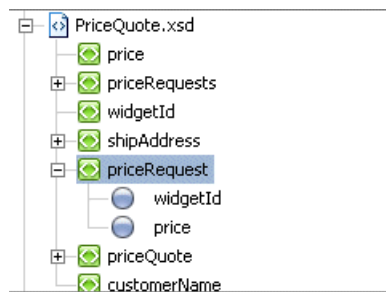 PriceQuote.xsd
price
priceRequests
widgetId
shipAddress
priceRequest
widgetId
price
priceQuote
customerName